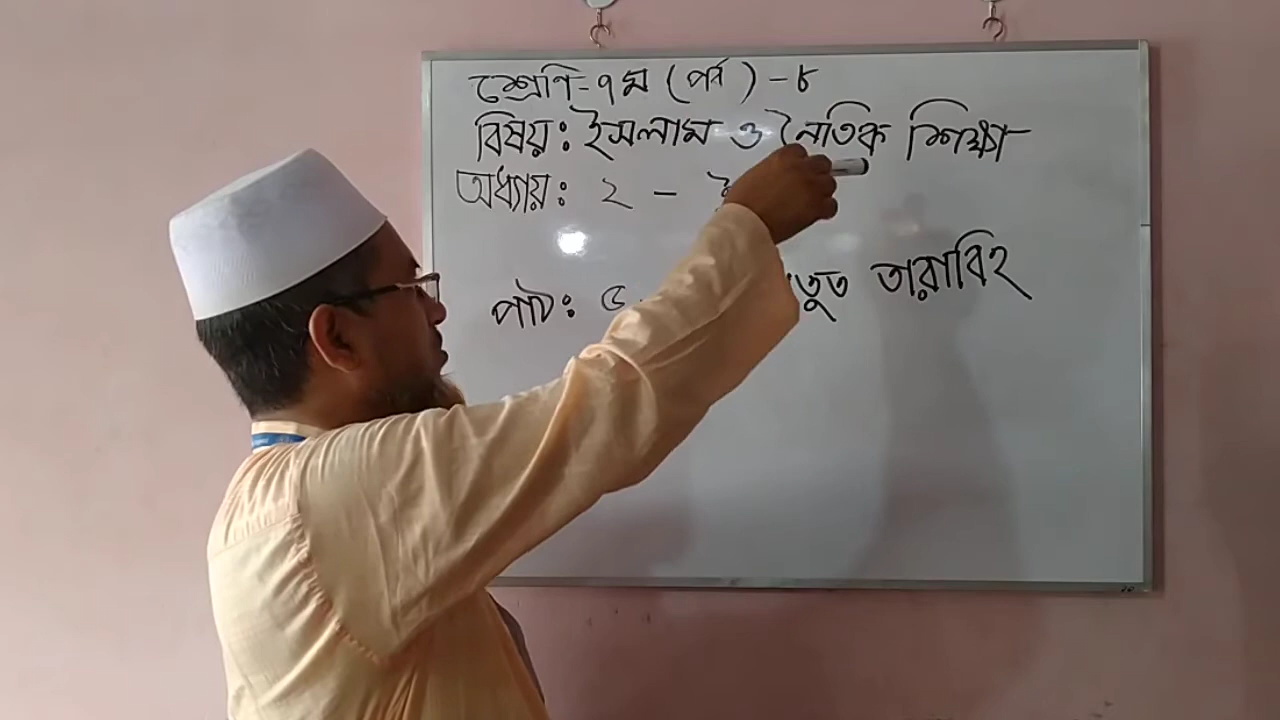 শ্রেণি-৭ম (পর্ব) -৮
বিষয়ঃ ইসলাম ও নৈতিক শিক্ষা
অধ্যায়ঃ ২ -
পাঠঃ তারাবিহ